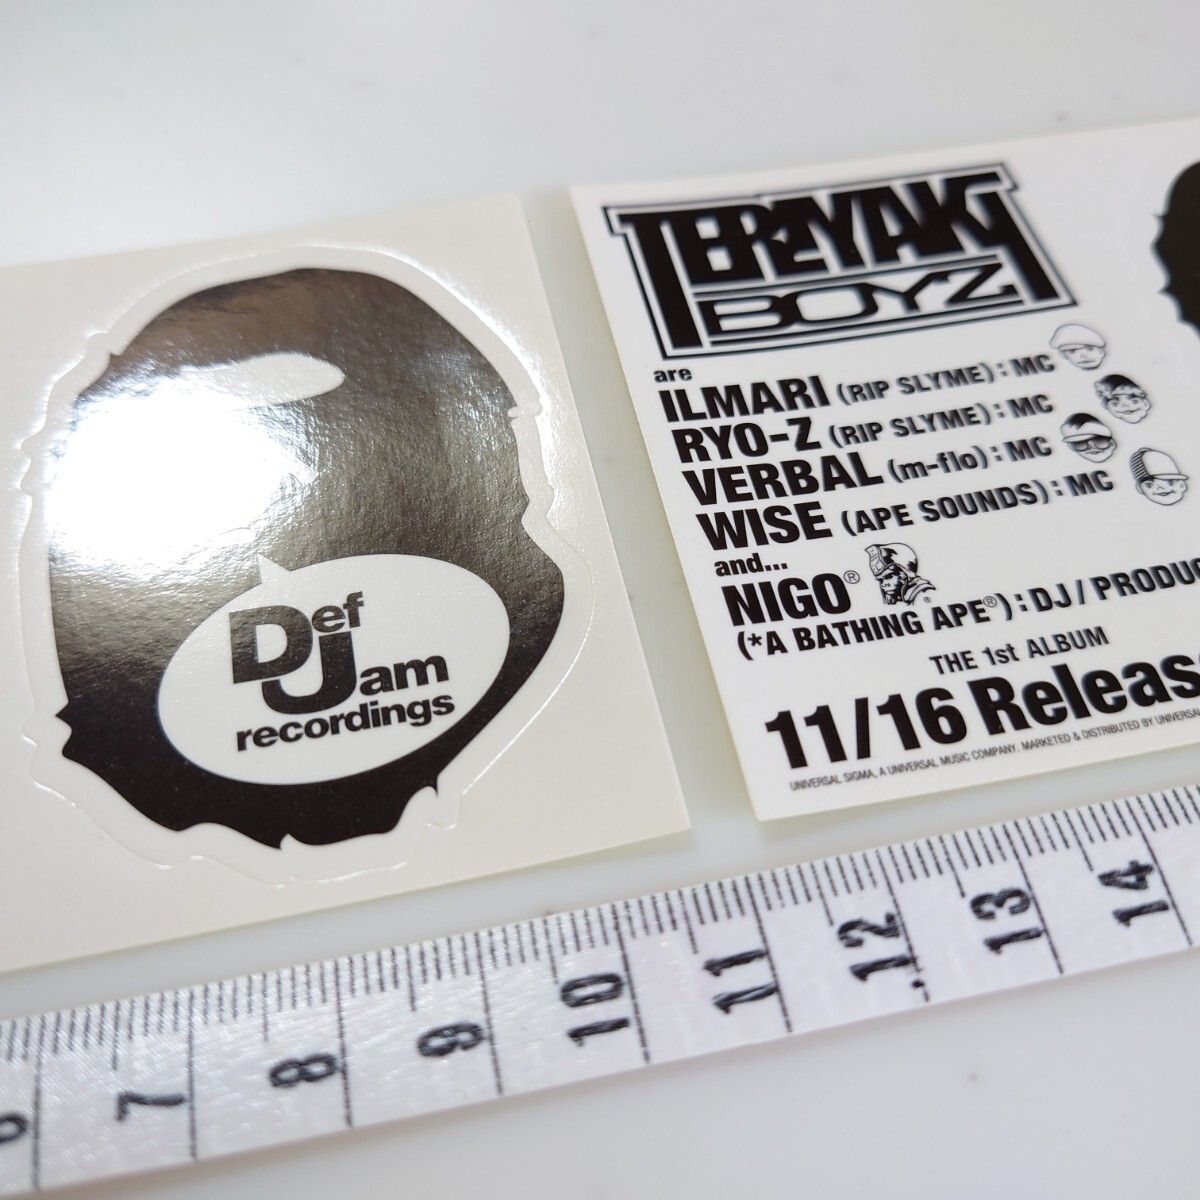 Def
Jam
recordings
TERIYAKI
BOYZ
are
ILMARI (RIP SLYME) : MC
RYO-Z (RIP SLYME) : MC
VERBAL (m-flo) : MC
WISE (APE SOUNDS) : MC
and...
NIGO®
(*A BATHING APE®) : DJ/PRODUC
THE 1st ALBUM
11/16 Releas
UNIVERSAL SIGMA, A UNIVERSAL MUSIC COMPANY. MARKETED & DISTRIBUTED BY UNIVERSAL
6 7 8 9 10 11 12 13 14